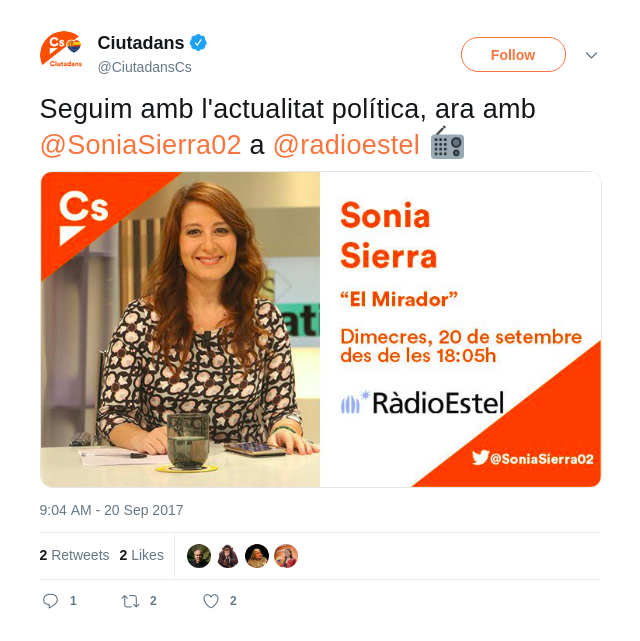 Cs
Ciutadans
Ciutadans
@CiutadansCs
Follow
Seguim amb l'actualitat política, ara amb
@SoniaSierra02 a @radioestel
Cs
ati
Sonia
Sierra
“El Mirador”
Dimecres, 20 de setembre
des de les 18:05h
RàdioEstel
@SoniaSierra02
9:04 AM - 20 Sep 2017
2 Retweets 2 Likes
1 2 2